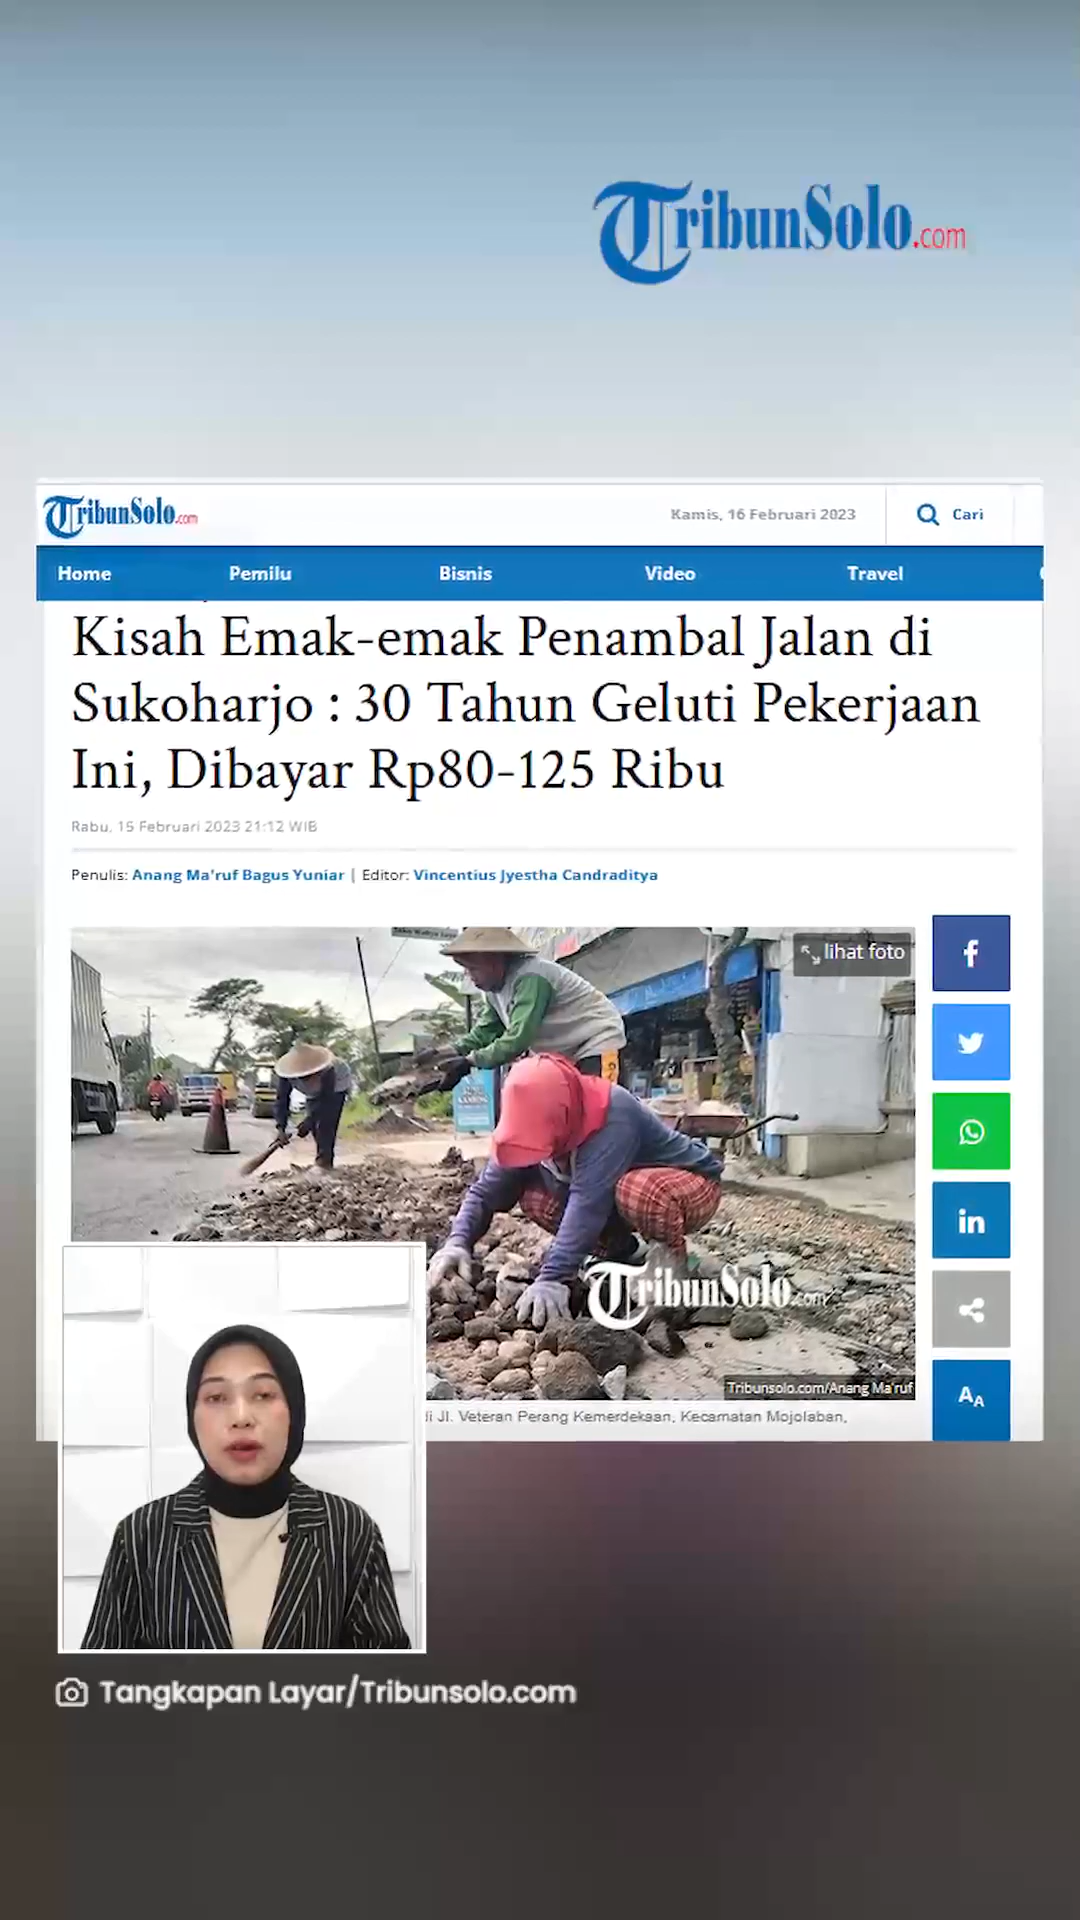 TribunSolo.com
TribunSolo.com
Kamis, 16 Februari 2023
Cari
Home
Pemilu
Bisnis
Video
Travel
Kisah Emak-emak Penambal Jalan di
Sukoharjo : 30 Tahun Geluti Pekerjaan
Ini, Dibayar Rp80-125 Ribu
Rabu, 15 Februari 2023 21:12 WIB
Penulis: Anang Ma'ruf Bagus Yuniar | Editor: Vincentius Jyestha Candraditya
lihat foto
TribunSolo.com
Tribunsolo.com/Anang Ma'ruf
di Jl. Veteran Perang Kemerdekaan, Kecamatan Mojolaban,
AA
Tangkapan Layar/Tribunsolo.com